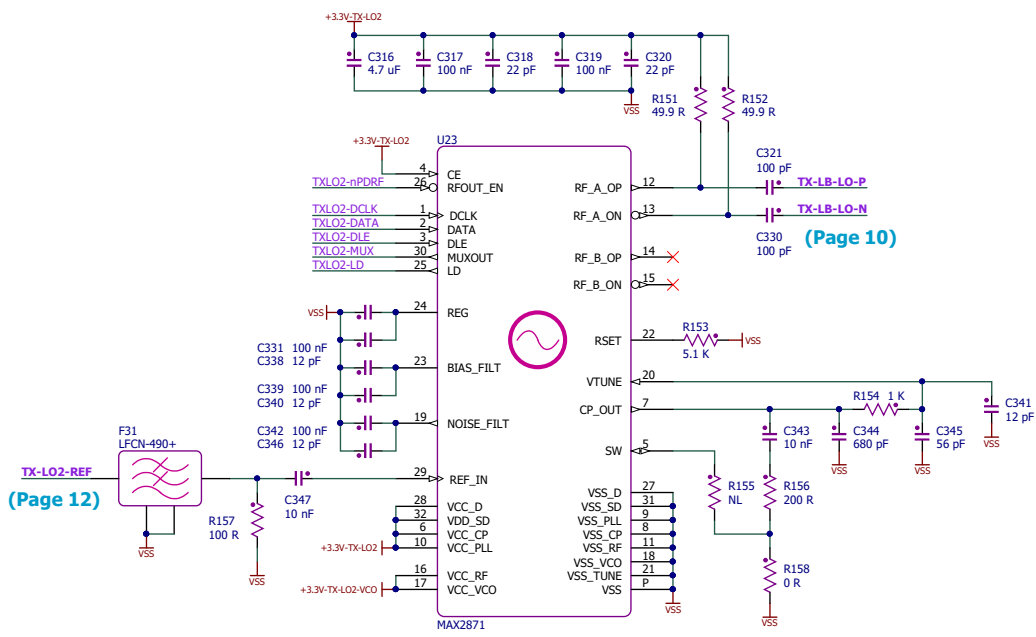 +3.3V-TX-LO2
C316
4.7 uF
C317
100 nF
C318
22 pF
C319
100 nF
C320
22 pF
VSS
R151
49.9 R
R152
49.9 R
+3.3V-TX-LO2
U23
C321
100 pF
4
CE
TXLO2-nPDRF
26
RFOUT_EN
RF_A_OP
12
TX-LB-LO-P
TXLO2-DCLK
1
DCLK
RF_A_ON
13
TX-LB-LO-N
TXLO2-DATA
2
DATA
C330
100 pF
(Page 10)
TXLO2-DLE
3
DLE
TXLO2-MUX
30
MUXOUT
RF_B_OP
14
TXLO2-LD
25
LD
RF_B_ON
15
VSS
24
REG
RSET
22
R153
5.1 K
VSS
C331 100 nF
C338 12 pF
23
BIAS_FILT
VTUNE
20
C339 100 nF
C340 12 pF
CP_OUT
7
R154 1 K
C341
12 pF
VSS
C342 100 nF
C346 12 pF
19
NOISE_FILT
C343
10 nF
C344
680 pF
VSS
C345
56 pF
VSS
SW
5
F31
LFCN-490+
TX-LO2-REF
(Page 12)
VSS
R157
100 R
VSS
C347
10 nF
29
REF_IN
R155
NL
R156
200 R
28
VCC_D
VSS_D
27
32
VDD_SD
VSS_SD
31
6
VCC_CP
VSS_PLL
9
+3.3V-TX-LO2
10
VCC_PLL
VSS_CP
8
VSS_RF
11
16
VCC_RF
VSS_VCO
18
+3.3V-TX-LO2-VCO
17
VCC_VCO
VSS_TUNE
21
VSS
P
VSS
R158
0 R
VSS
MAX2871